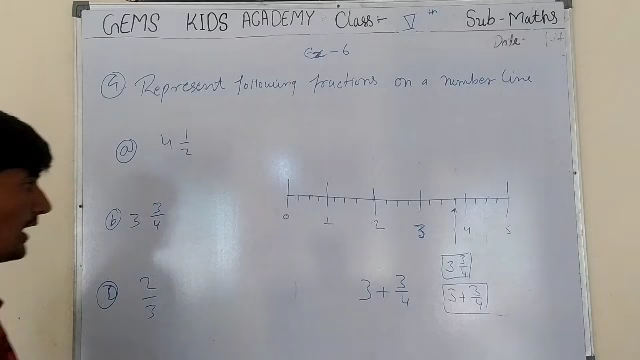 GEMS KIDS ACADEMY Class:- V th Sub-Maths
Date-
Ex-6
Q Represent following fractions on a number line
a) 4 1/2
b) 3 3/4
2/3
0 1 2 3 4 5
3 3/4
3 + 3/4
3 + 3/4